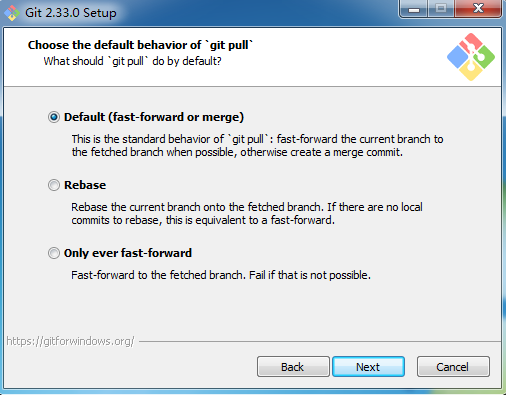 Git 2.33.0 Setup
Choose the default behavior of `git pull`
What should `git pull` do by default?
Default (fast-forward or merge)
This is the standard behavior of `git pull`: fast-forward the current branch to
the fetched branch when possible, otherwise create a merge commit.
Rebase
Rebase the current branch onto the fetched branch. If there are no local
commits to rebase, this is equivalent to a fast-forward.
Only ever fast-forward
Fast-forward to the fetched branch. Fail if that is not possible.
https://gitforwindows.org/
Back
Next
Cancel